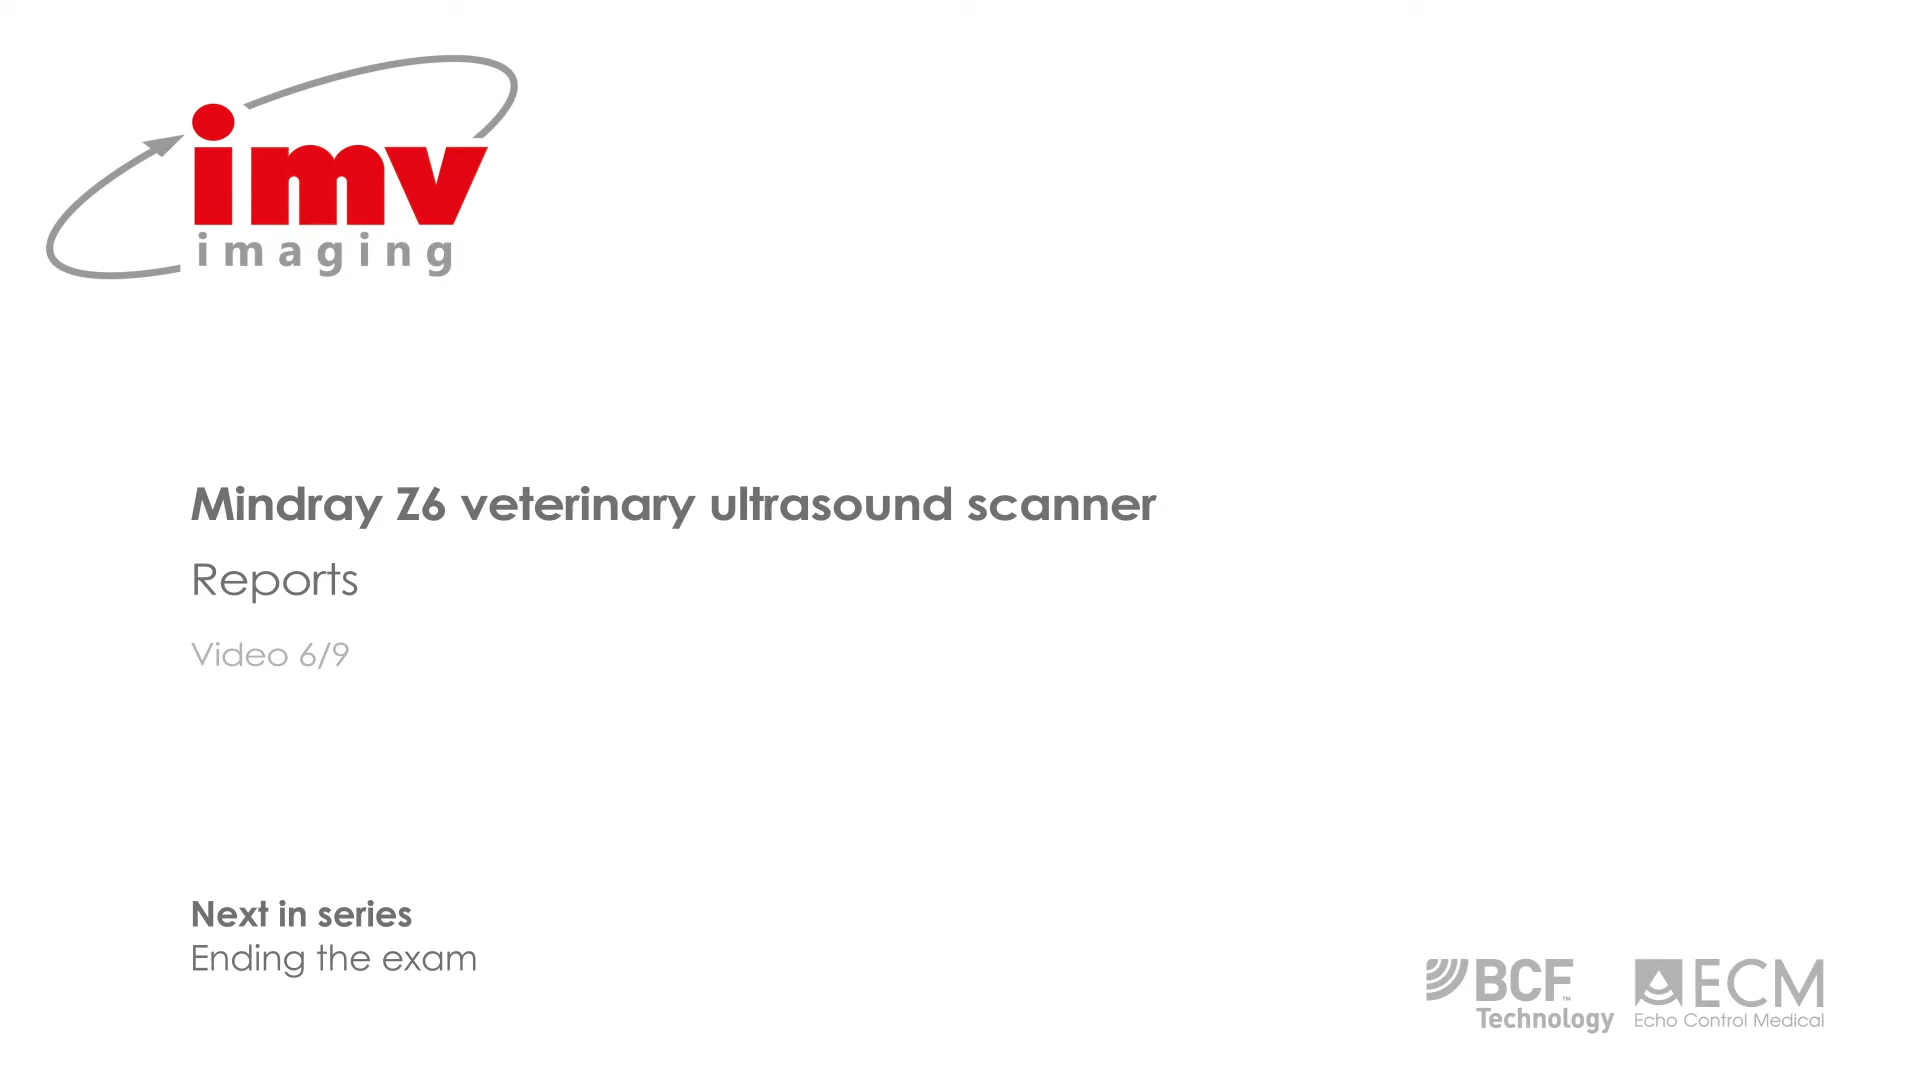 imv
imaging
Mindray Z6 veterinary ultrasound scanner
Reports
Video 6/9
Next in series
Ending the exam
BCF™
Technology
ECM
Echo Control Medical